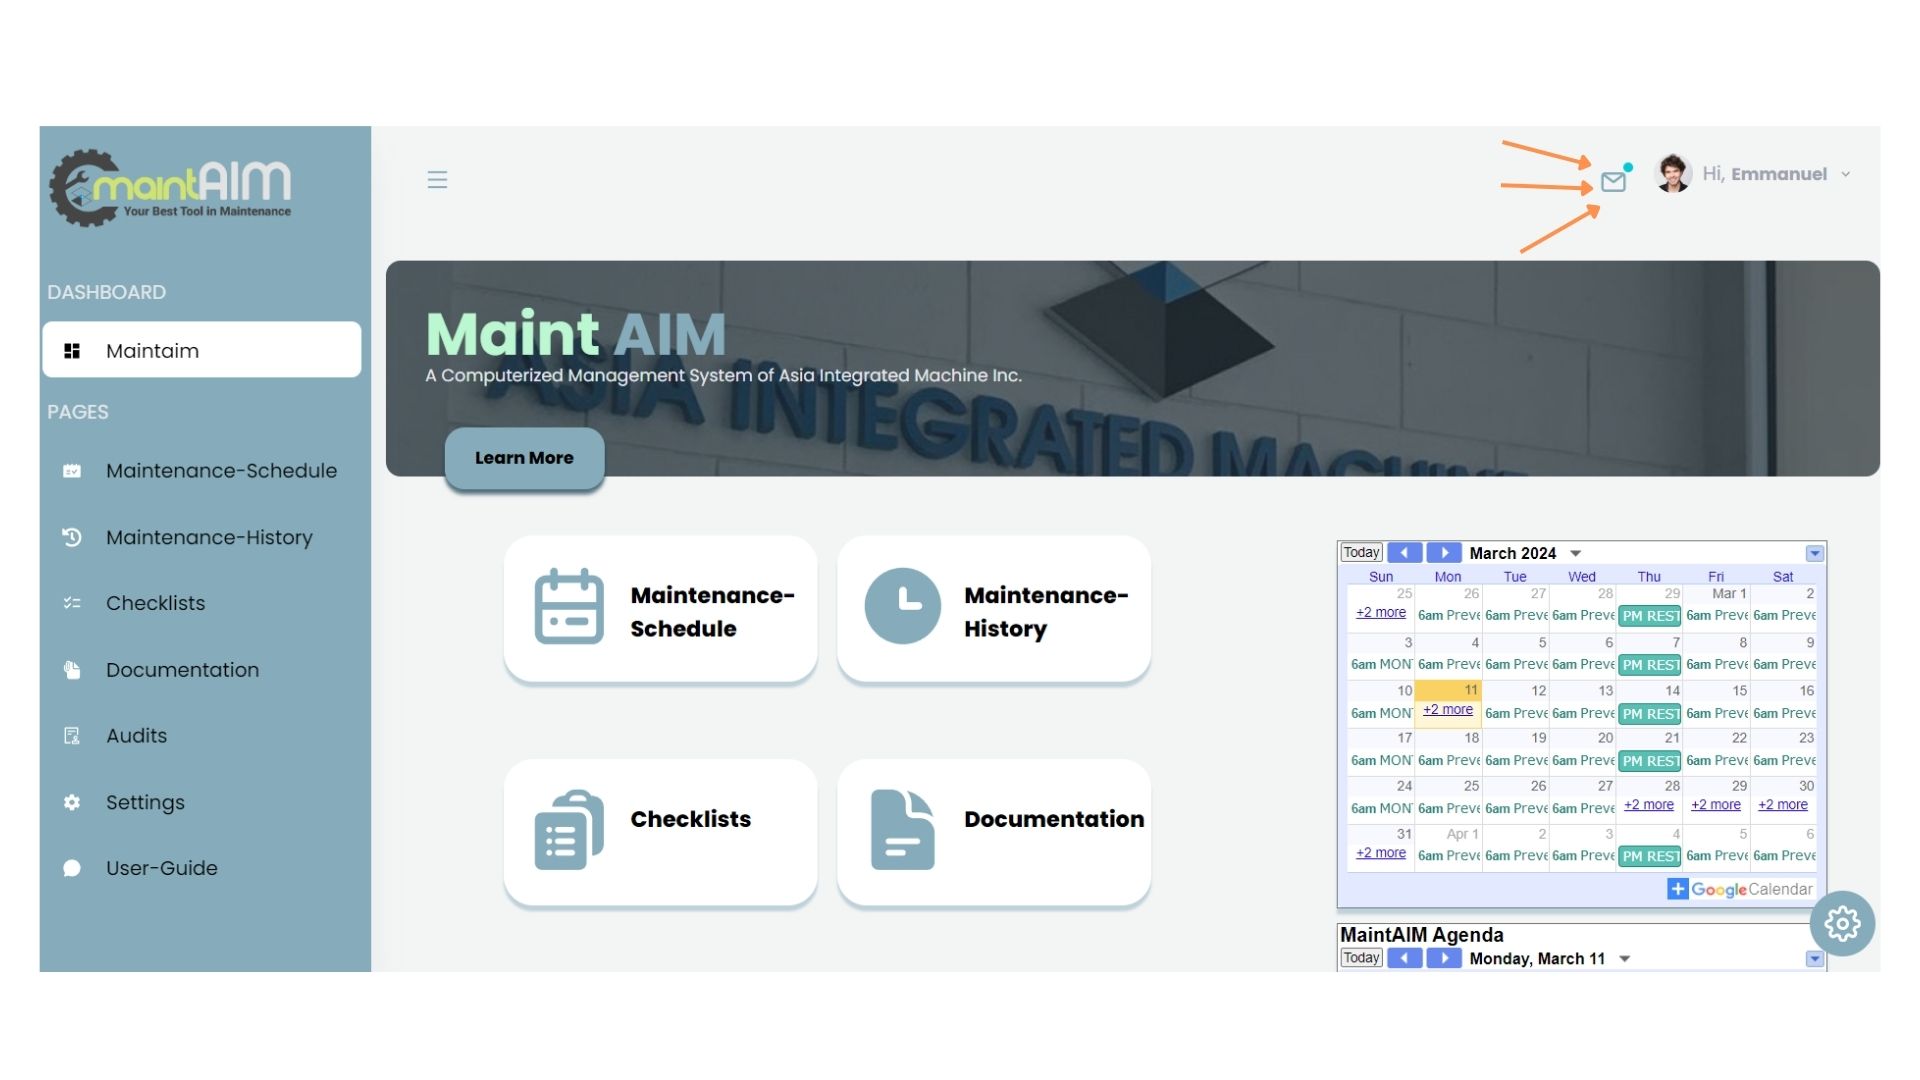 maintAIM
Your Best Tool in Maintenance
Hi, Emmanuel
DASHBOARD
Maintaim
PAGES
Maintenance-Schedule
Maintenance-History
Checklists
Documentation
Audits
Settings
User-Guide
Maint AIM
A Computerized Management System of Asia Integrated Machine Inc.
ASIA INTEGRATED MACHINE
Learn More
Maintenance-
Schedule
Maintenance-
History
Checklists
Documentation
Today March 2024
Sun Mon Tue Wed Thu Fri Sat
25 26 27 28 29 Mar 1 2
+2 more 6am Preve 6am Preve 6am Preve PM REST 6am Preve 6am Preve
3 4 5 6 7 8 9
6am MON 6am Preve 6am Preve 6am Preve PM REST 6am Preve 6am Preve
10 11 12 13 14 15 16
6am MON +2 more 6am Preve 6am Preve PM REST 6am Preve 6am Preve
17 18 19 20 21 22 23
6am MON 6am Preve 6am Preve 6am Preve PM REST 6am Preve 6am Preve
24 25 26 27 28 29 30
6am MON 6am Preve 6am Preve 6am Preve +2 more +2 more +2 more
31 Apr 1 2 3 4 5 6
+2 more 6am Preve 6am Preve 6am Preve PM REST 6am Preve 6am Preve
Google Calendar
MaintAIM Agenda
Today Monday, March 11